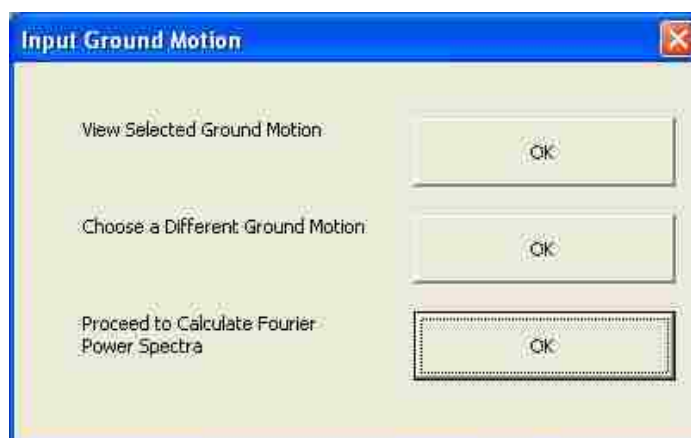 Input Ground Motion
View Selected Ground Motion
OK
Choose a Different Ground Motion
OK
Proceed to Calculate Fourier
Power Spectra
OK